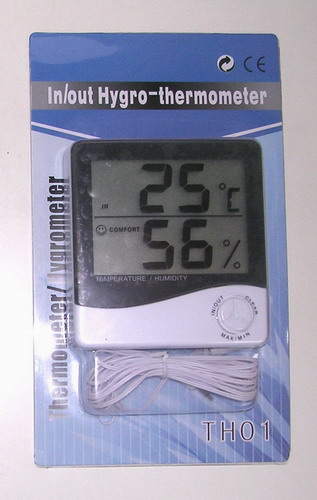 CE
In/out Hygro-thermometer
25°C
IN
COMFORT
56%
TEMPERATURE / HUMIDITY
IN/OUT
CLEAR
MAX/MIN
Thermometer/Hygrometer
TH01